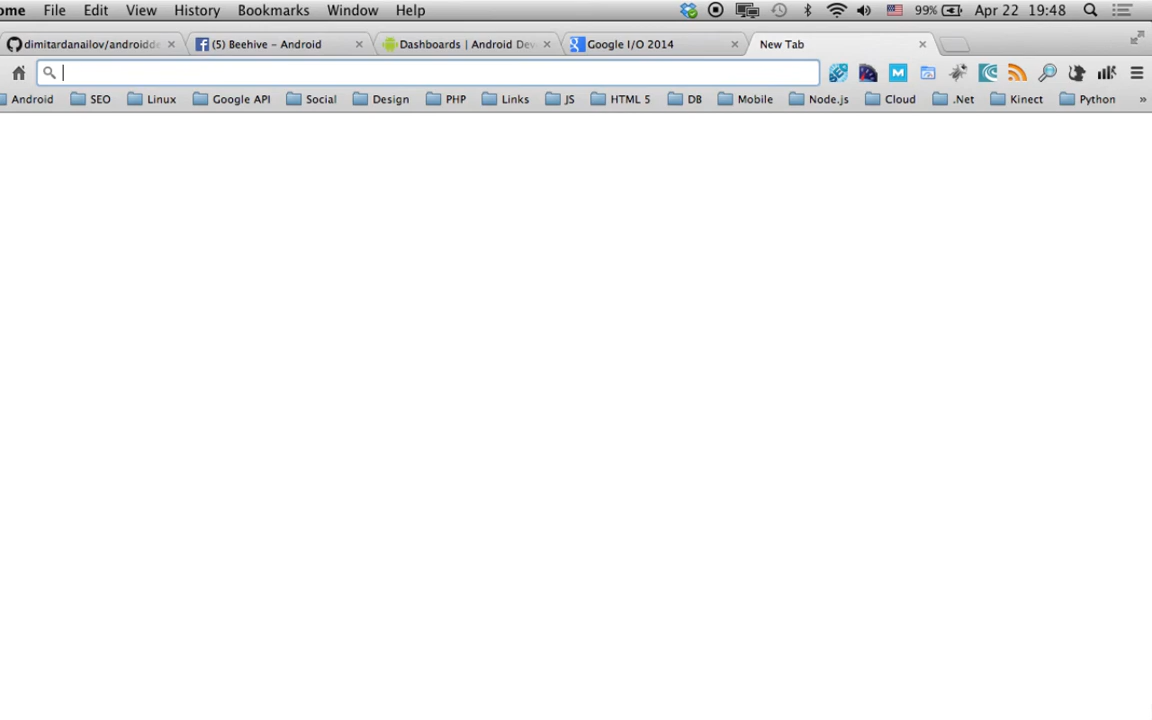 ome File Edit View History Bookmarks Window Help 99% Apr 22 19:48
dimitardanailov/androidde (5) Beehive – Android Dashboards | Android Dev Google I/O 2014 New Tab
Android SEO Linux Google API Social Design PHP Links JS HTML 5 DB Mobile Node.js Cloud .Net Kinect Python »